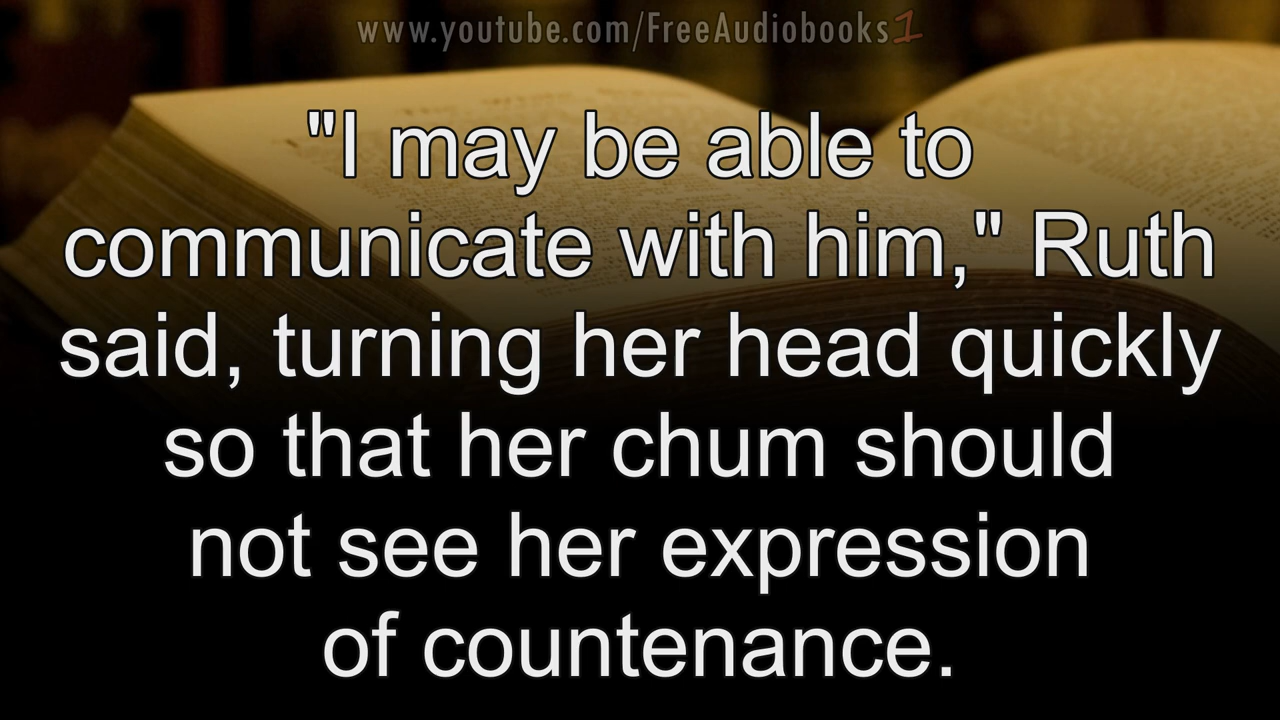 www.youtube.com/FreeAudiobooks1
"I may be able to
communicate with him," Ruth
said, turning her head quickly
so that her chum should
not see her expression
of countenance.